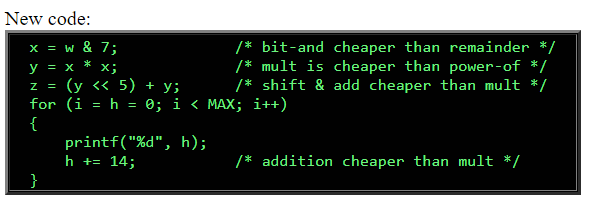 New code:
x = w & 7;              /* bit-and cheaper than remainder */
y = x * x;              /* mult is cheaper than power-of */
z = (y << 5) + y;       /* shift & add cheaper than mult */
for (i = h = 0; i < MAX; i++)
{
    printf("%d", h);
    h += 14;            /* addition cheaper than mult */
}